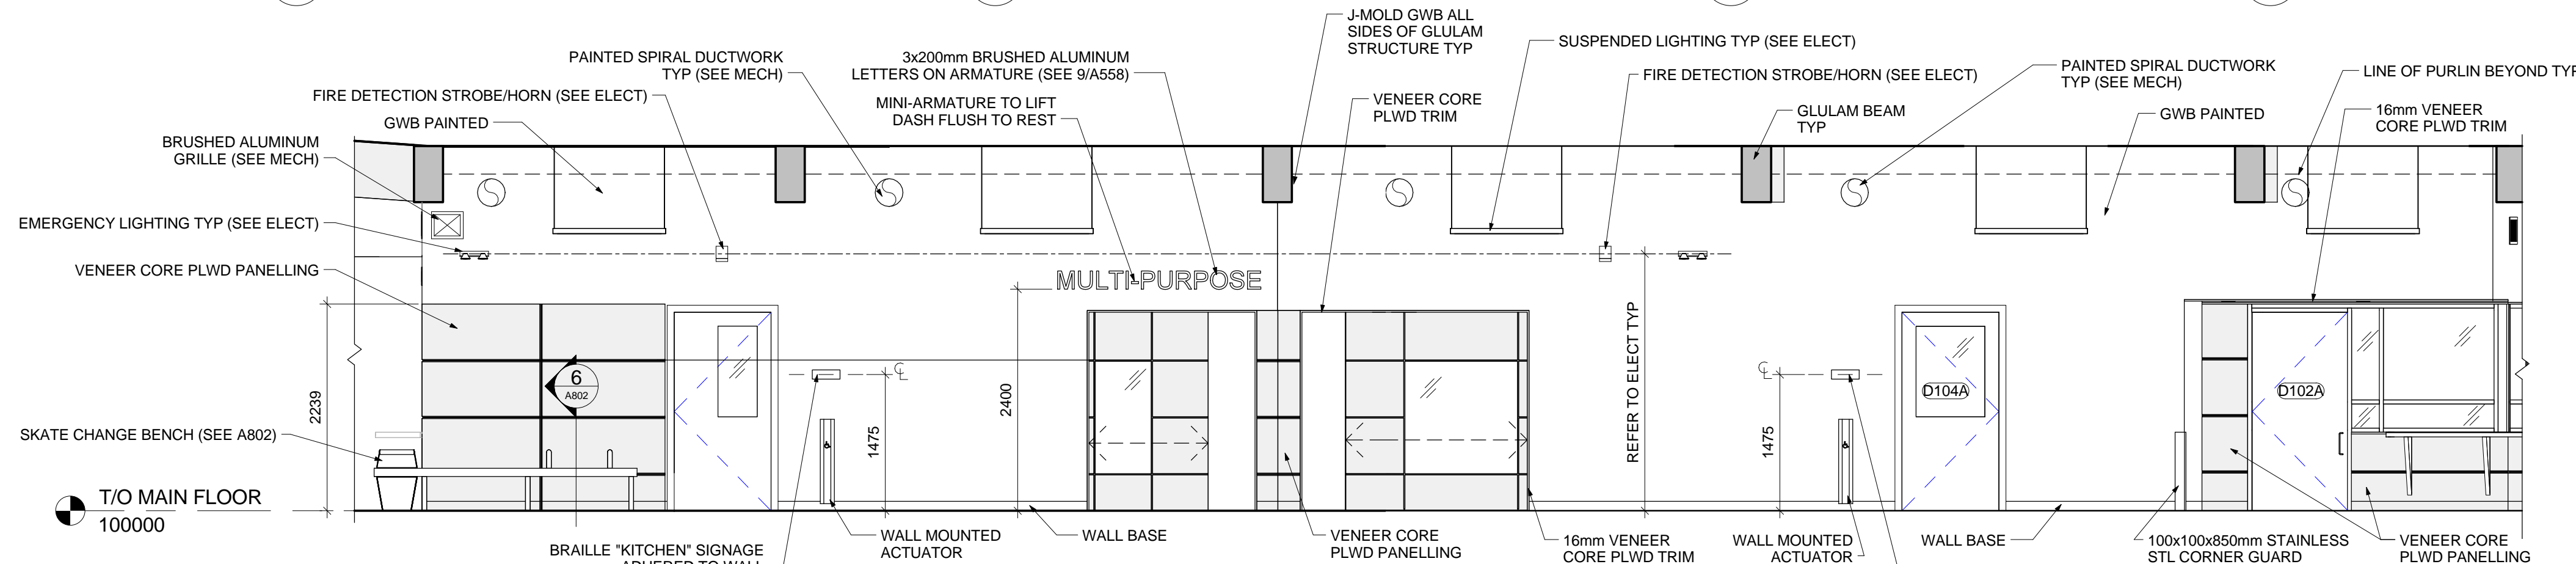 J-MOLD GWB ALL
SIDES OF GLULAM
STRUCTURE TYP
SUSPENDED LIGHTING TYP (SEE ELECT)
PAINTED SPIRAL DUCTWORK
TYP (SEE MECH)
3x200mm BRUSHED ALUMINUM
LETTERS ON ARMATURE (SEE 9/A558)
FIRE DETECTION STROBE/HORN (SEE ELECT)
PAINTED SPIRAL DUCTWORK
TYP (SEE MECH)
LINE OF PURLIN BEYOND TYP
FIRE DETECTION STROBE/HORN (SEE ELECT)
MINI-ARMATURE TO LIFT
DASH FLUSH TO REST
VENEER CORE
PLWD TRIM
GLULAM BEAM
TYP
GWB PAINTED
16mm VENEER
CORE PLWD TRIM
GWB PAINTED
BRUSHED ALUMINUM
GRILLE (SEE MECH)
EMERGENCY LIGHTING TYP (SEE ELECT)
VENEER CORE PLWD PANELLING
MULTI-PURPOSE
2239
6
A802
℄
1475
2400
REFER TO ELECT TYP
℄
1475
D104A
D102A
SKATE CHANGE BENCH (SEE A802)
T/O MAIN FLOOR
100000
BRAILLE "KITCHEN" SIGNAGE
ADHERED TO WALL
WALL MOUNTED
ACTUATOR
WALL BASE
VENEER CORE
PLWD PANELLING
16mm VENEER
CORE PLWD TRIM
WALL MOUNTED
ACTUATOR
WALL BASE
100x100x850mm STAINLESS
STL CORNER GUARD
VENEER CORE
PLWD PANELLING